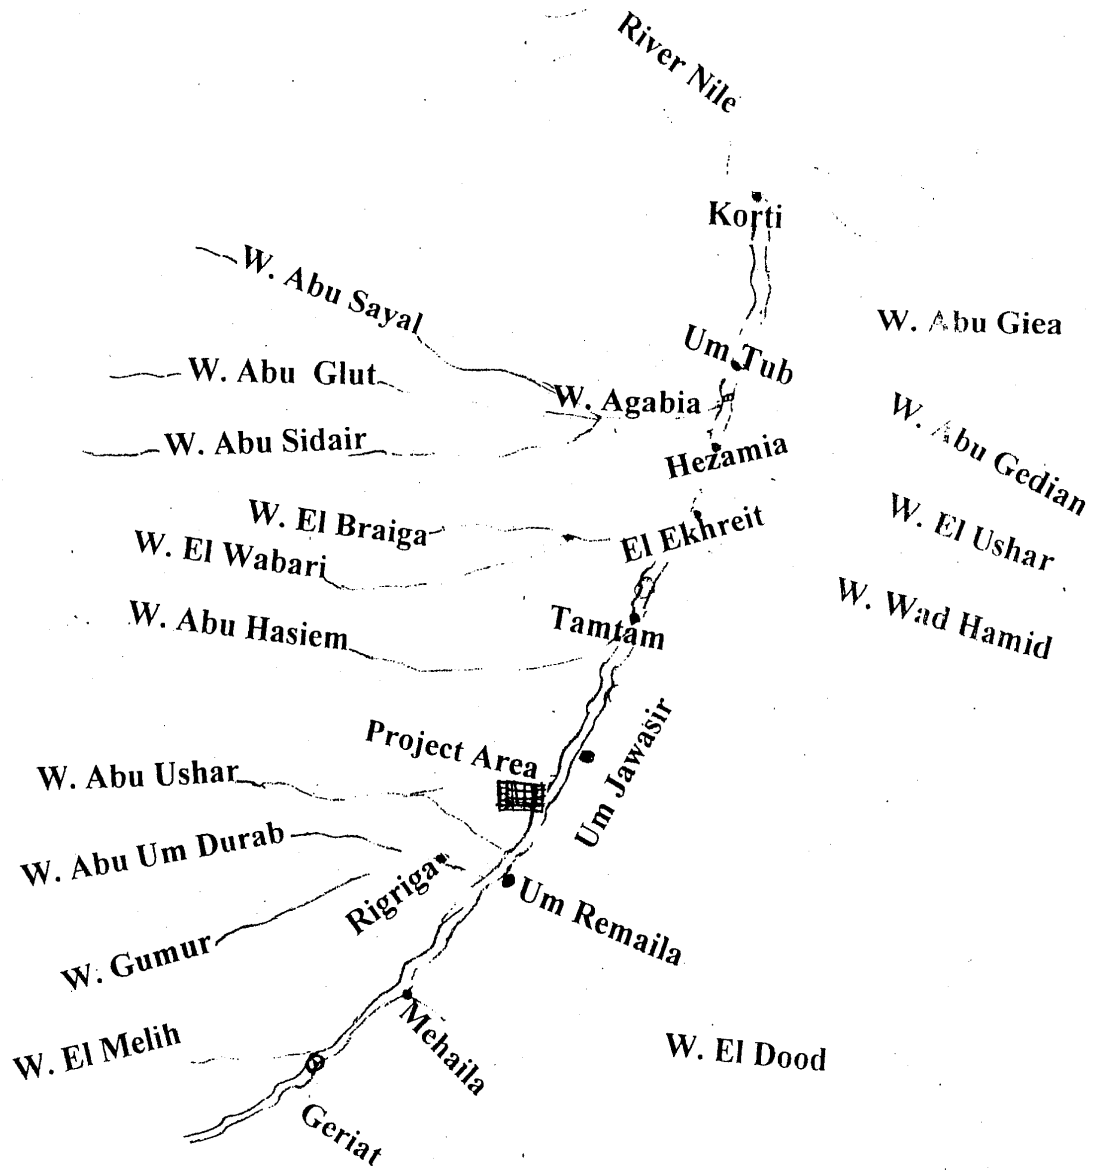 River Nile
Korti
W. Abu Sayal
W. Abu Giea
Um Tub
W. Abu Glut
W. Agabia
W. Abu Gedian
W. Abu Sidair
Hezamia
W. El Braiga
El Ekhreit
W. El Ushar
W. El Wabari
W. Abu Hasiem
Tamtam
W. Wad Hamid
Project Area
Um Jawasir
W. Abu Ushar
W. Abu Um Durab
Rigriga
Um Remaila
W. Gumur
Mehaila
W. El Melih
W. El Dood
Geriat